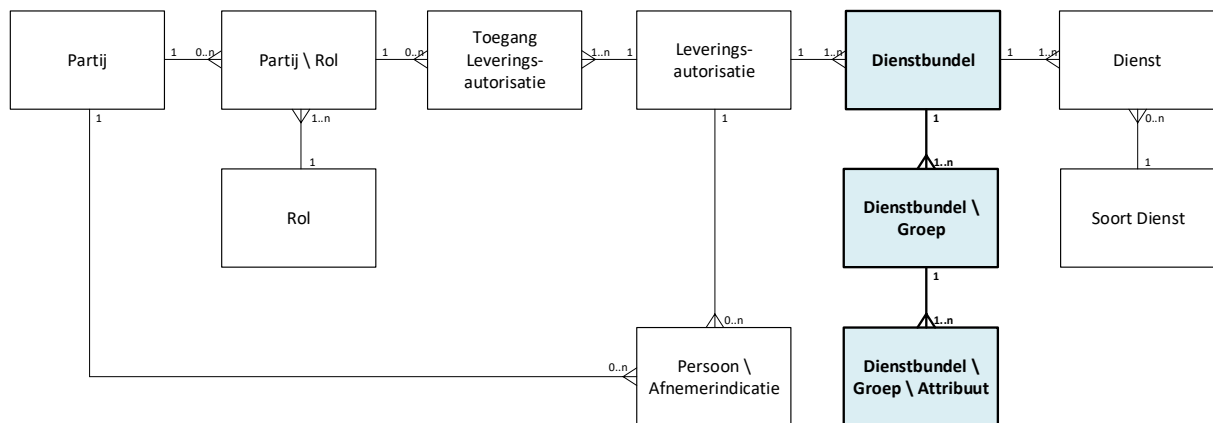 Partij
1
0..n
Partij \ Rol
1
0..n
Toegang
Leverings-
autorisatie
1..n
1
Leverings-
autorisatie
1
1..n
Dienstbundel
1
1..n
Dienst
1
1..n
1
1
1..n
0..n
1
Rol
1
Dienstbundel \
Groep
1
Soort Dienst
1
0..n
1..n
0..n
Persoon \
Afnemerindicatie
Dienstbundel \
Groep \ Attribuut